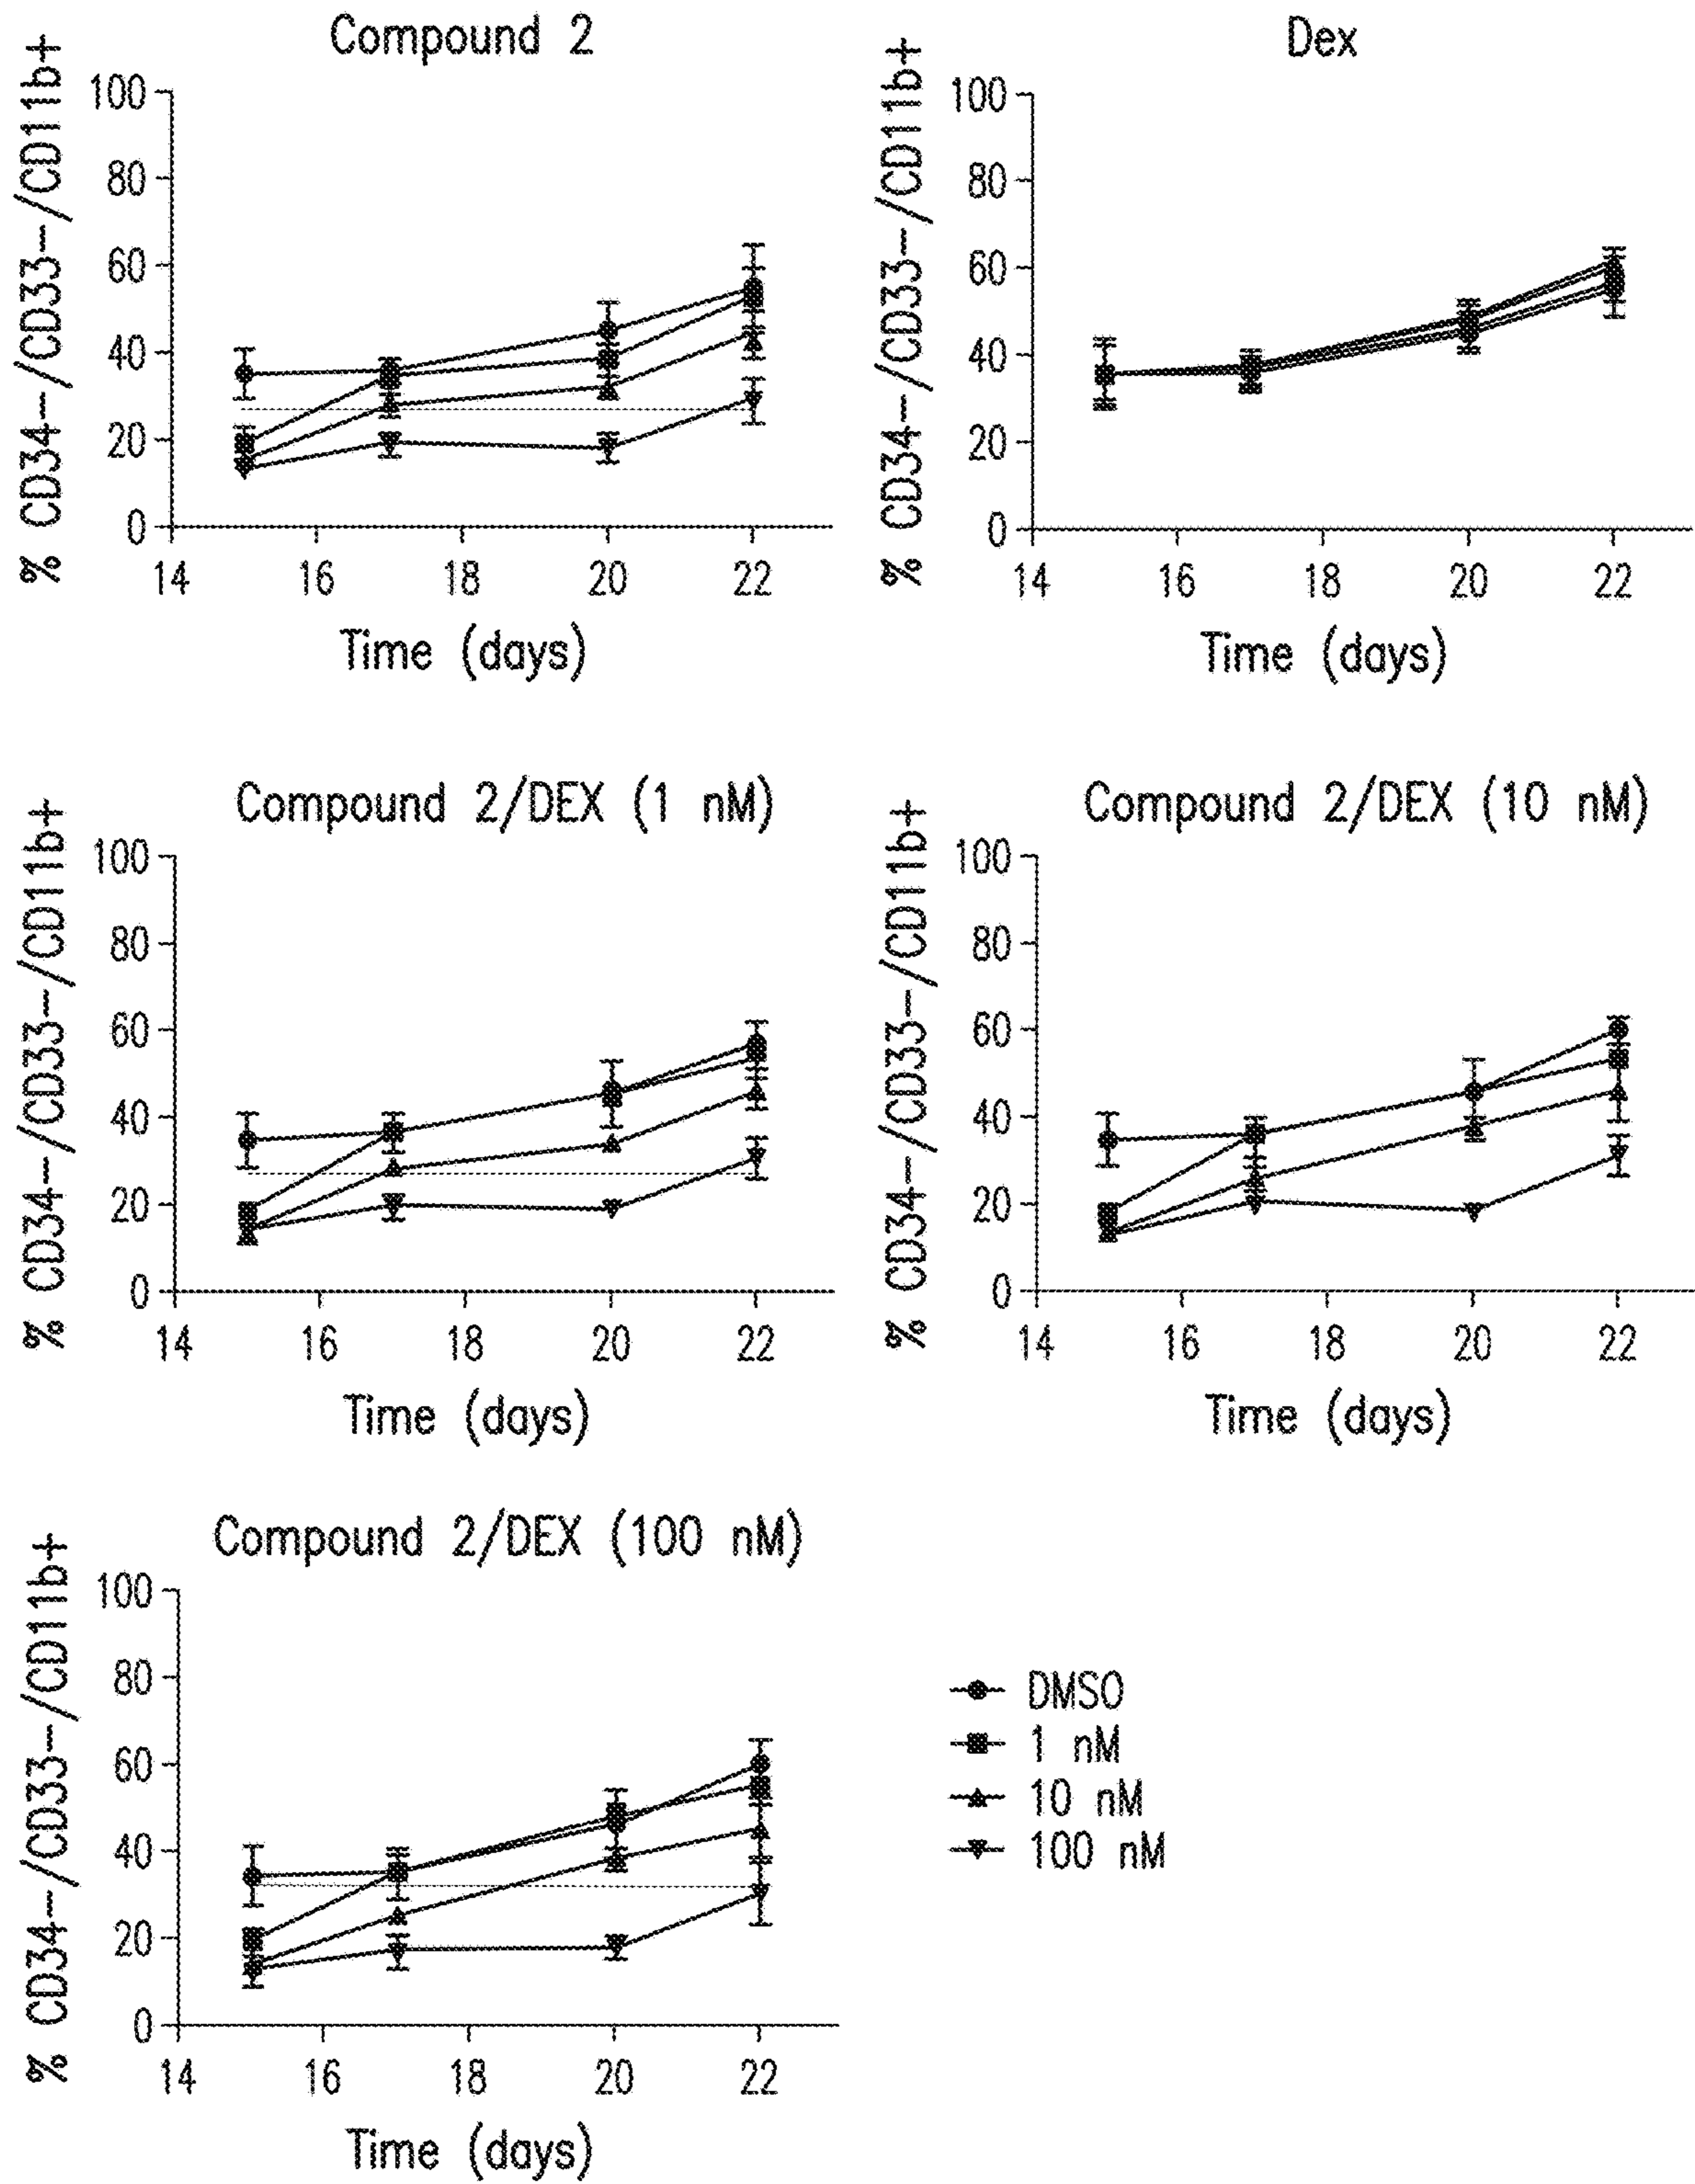 Compound 2
% CD34-/CD33-/CD11b+
100
80
60
40
20
0
14 16 18 20 22
Time (days)
Dex
% CD34-/CD33-/CD11b+
100
80
60
40
20
0
14 16 18 20 22
Time (days)
Compound 2/DEX (1 nM)
% CD34-/CD33-/CD11b+
100
80
60
40
20
0
14 16 18 20 22
Time (days)
Compound 2/DEX (10 nM)
% CD34-/CD33-/CD11b+
100
80
60
40
20
0
14 16 18 20 22
Time (days)
Compound 2/DEX (100 nM)
% CD34-/CD33-/CD11b+
100
80
60
40
20
0
14 16 18 20 22
Time (days)
DMSO
1 nM
10 nM
100 nM